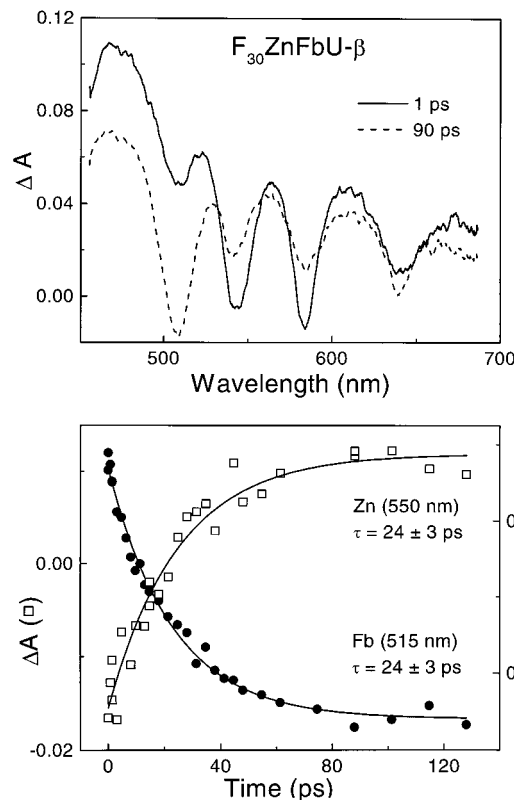 F30ZnFbU-β
1 ps
90 ps
0.12
0.08
0.04
0.00
Δ A
500
600
700
Wavelength (nm)
Zn (550 nm)
τ = 24 ± 3 ps
Fb (515 nm)
τ = 24 ± 3 ps
0.00
-0.02
ΔA (□)
0
0
0
40
80
120
Time (ps)